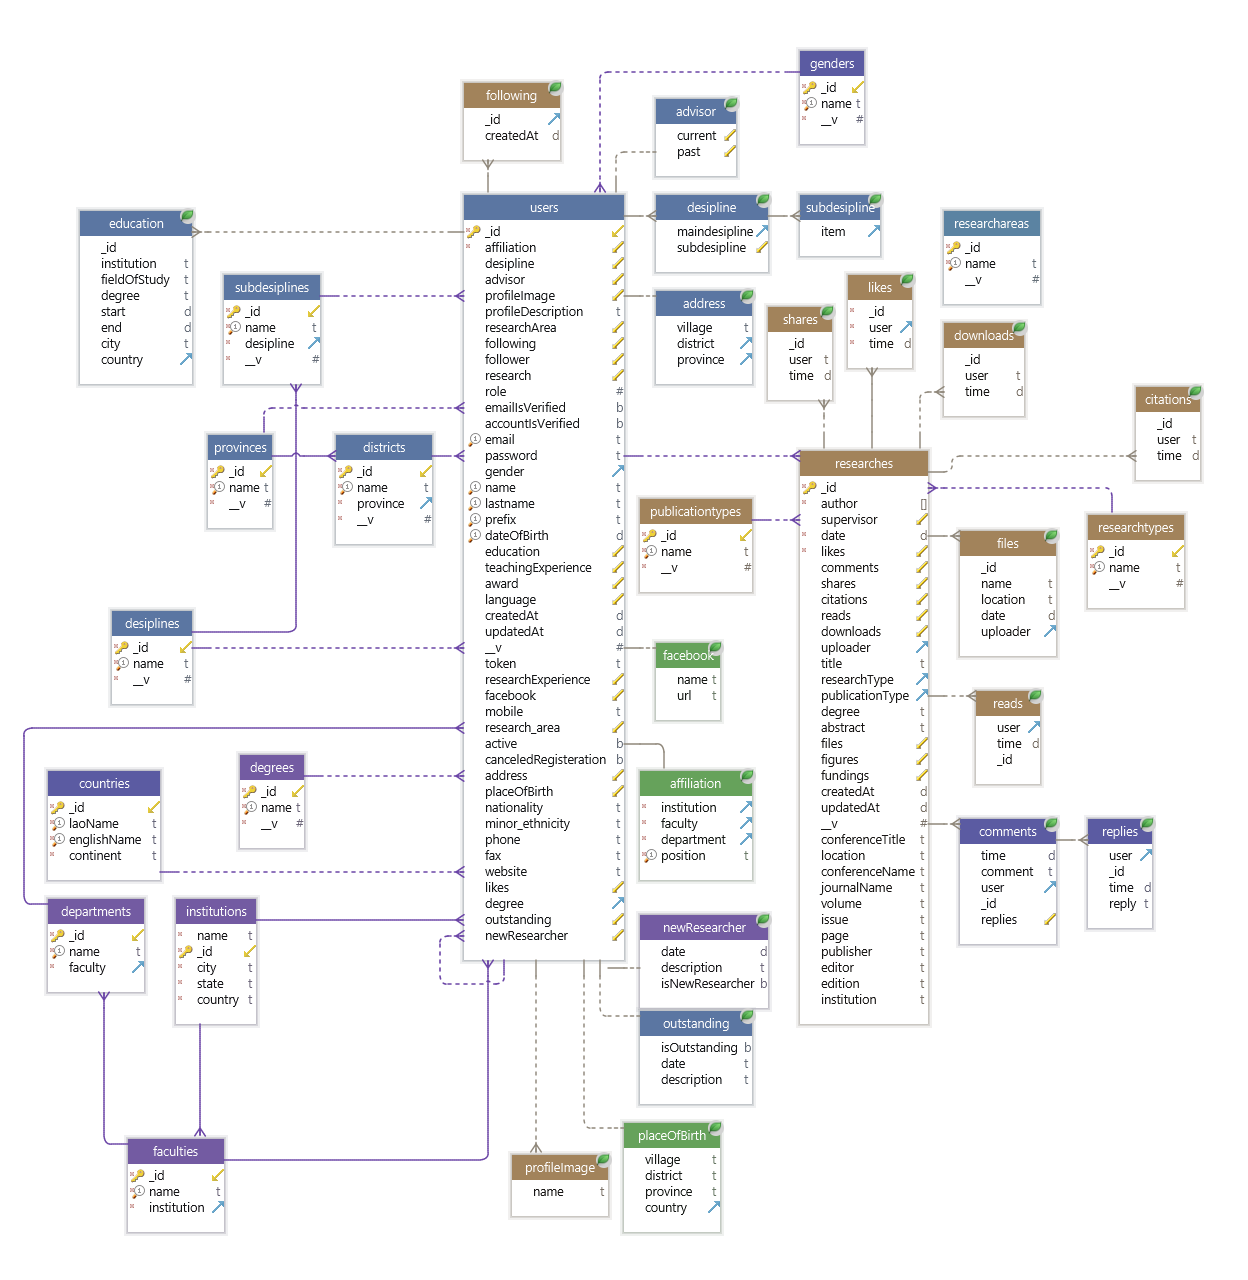 genders
_id
name t
__v #
following
_id
createdAt d
advisor
current
past
users
_id
affiliation
desipline
advisor
profileImage
profileDescription t
researchArea
following
follower
research
role #
emailIsVerified b
accountIsVerified b
email t
password t
gender
name t
lastname t
prefix t
dateOfBirth d
education
teachingExperience
award
language
createdAt d
updatedAt d
__v #
token t
researchExperience
facebook
mobile t
research_area
active b
canceledRegisteration b
address
placeOfBirth
nationality t
minor_ethnicity t
phone t
fax t
website t
likes
degree
outstanding
newResearcher
desipline
maindesipline
subdesipline
subdesipline
item
education
_id
institution t
fieldOfStudy t
degree t
start d
end d
city t
country
researchareas
_id
name t
__v #
subdesiplines
_id
name t
desipline
__v #
address
village t
district
province
likes
_id
user
time d
shares
_id
user t
time d
downloads
_id
user t
time d
citations
_id
user t
time d
provinces
_id
name t
__v #
districts
_id
name t
province
__v #
researches
_id
author []
supervisor
date d
likes
comments
shares
citations
reads
downloads
uploader
title t
researchType
publicationType
degree t
abstract t
files
figures
fundings
createdAt d
updatedAt d
__v #
conferenceTitle t
location t
conferenceName t
journalName t
volume t
issue t
page t
publisher t
editor t
edition t
institution t
publicationtypes
_id
name t
__v #
researchtypes
_id
name t
__v #
files
_id
name t
location t
date d
uploader
desiplines
_id
name t
__v #
facebook
name t
url t
reads
user
time d
_id
degrees
_id
name t
__v #
countries
_id
laoName t
englishName t
continent t
affiliation
institution
faculty
department
position t
comments
time d
comment t
user
_id
replies
replies
user
_id
time d
reply t
departments
_id
name t
faculty
institutions
name t
_id
city t
state t
country t
newResearcher
date d
description t
isNewResearcher b
outstanding
isOutstanding b
date t
description t
placeOfBirth
village t
district t
province t
country
faculties
_id
name t
institution
profileImage
name t